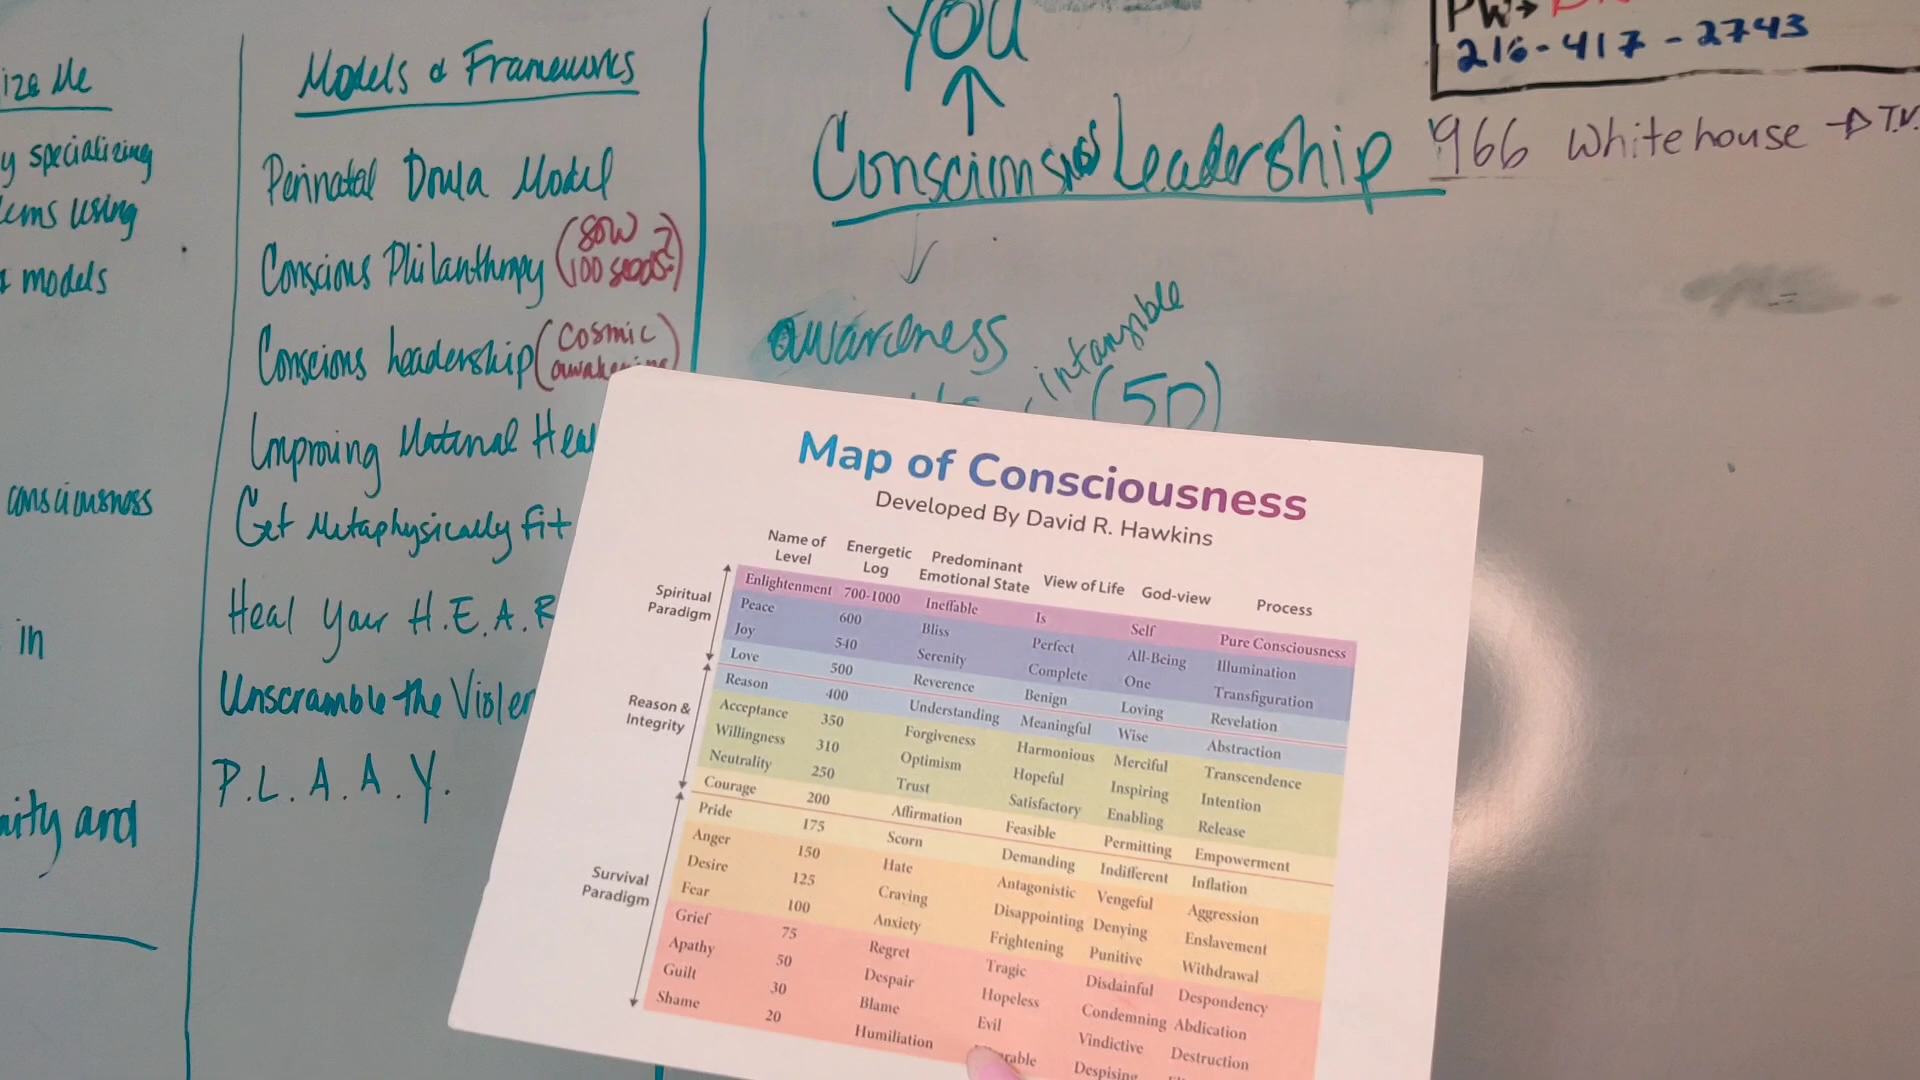 ize Me
y specializing
ems using
models
consciousness
in
nity and
Models & Frameworks
Perinatal Doula Model
Conscious Philanthropy (sow 100 seeds?)
Conscious Leadership (cosmic
Improving Maternal Hea
Get Metaphysically fit
Heal Your H.E.A.R
Unscramble the Violen
P.L.A.A.Y.
YOU
Conscious Leadership
awareness
intangible
(5D)
PW→
216-417-2743
966 Whitehouse → T.V.
Map of Consciousness
Developed By David R. Hawkins
Name of Level Energetic Log Predominant Emotional State View of Life God-view Process
Spiritual Paradigm
Enlightenment 700-1000 Ineffable Is Self Pure Consciousness
Peace 600 Bliss Perfect All-Being Illumination
Joy 540 Serenity Complete One Transfiguration
Love 500 Reverence Benign Loving Revelation
Reason & Integrity
Reason 400 Understanding Meaningful Wise Abstraction
Acceptance 350 Forgiveness Harmonious Merciful Transcendence
Willingness 310 Optimism Hopeful Inspiring Intention
Neutrality 250 Trust Satisfactory Enabling Release
Courage 200 Affirmation Feasible Permitting Empowerment
Survival Paradigm
Pride 175 Scorn Demanding Indifferent Inflation
Anger 150 Hate Antagonistic Vengeful Aggression
Desire 125 Craving Disappointing Denying Enslavement
Fear 100 Anxiety Frightening Punitive Withdrawal
Grief 75 Regret Tragic Disdainful Despondency
Apathy 50 Despair Hopeless Condemning Abdication
Guilt 30 Blame Evil Vindictive Destruction
Shame 20 Humiliation rable Despising